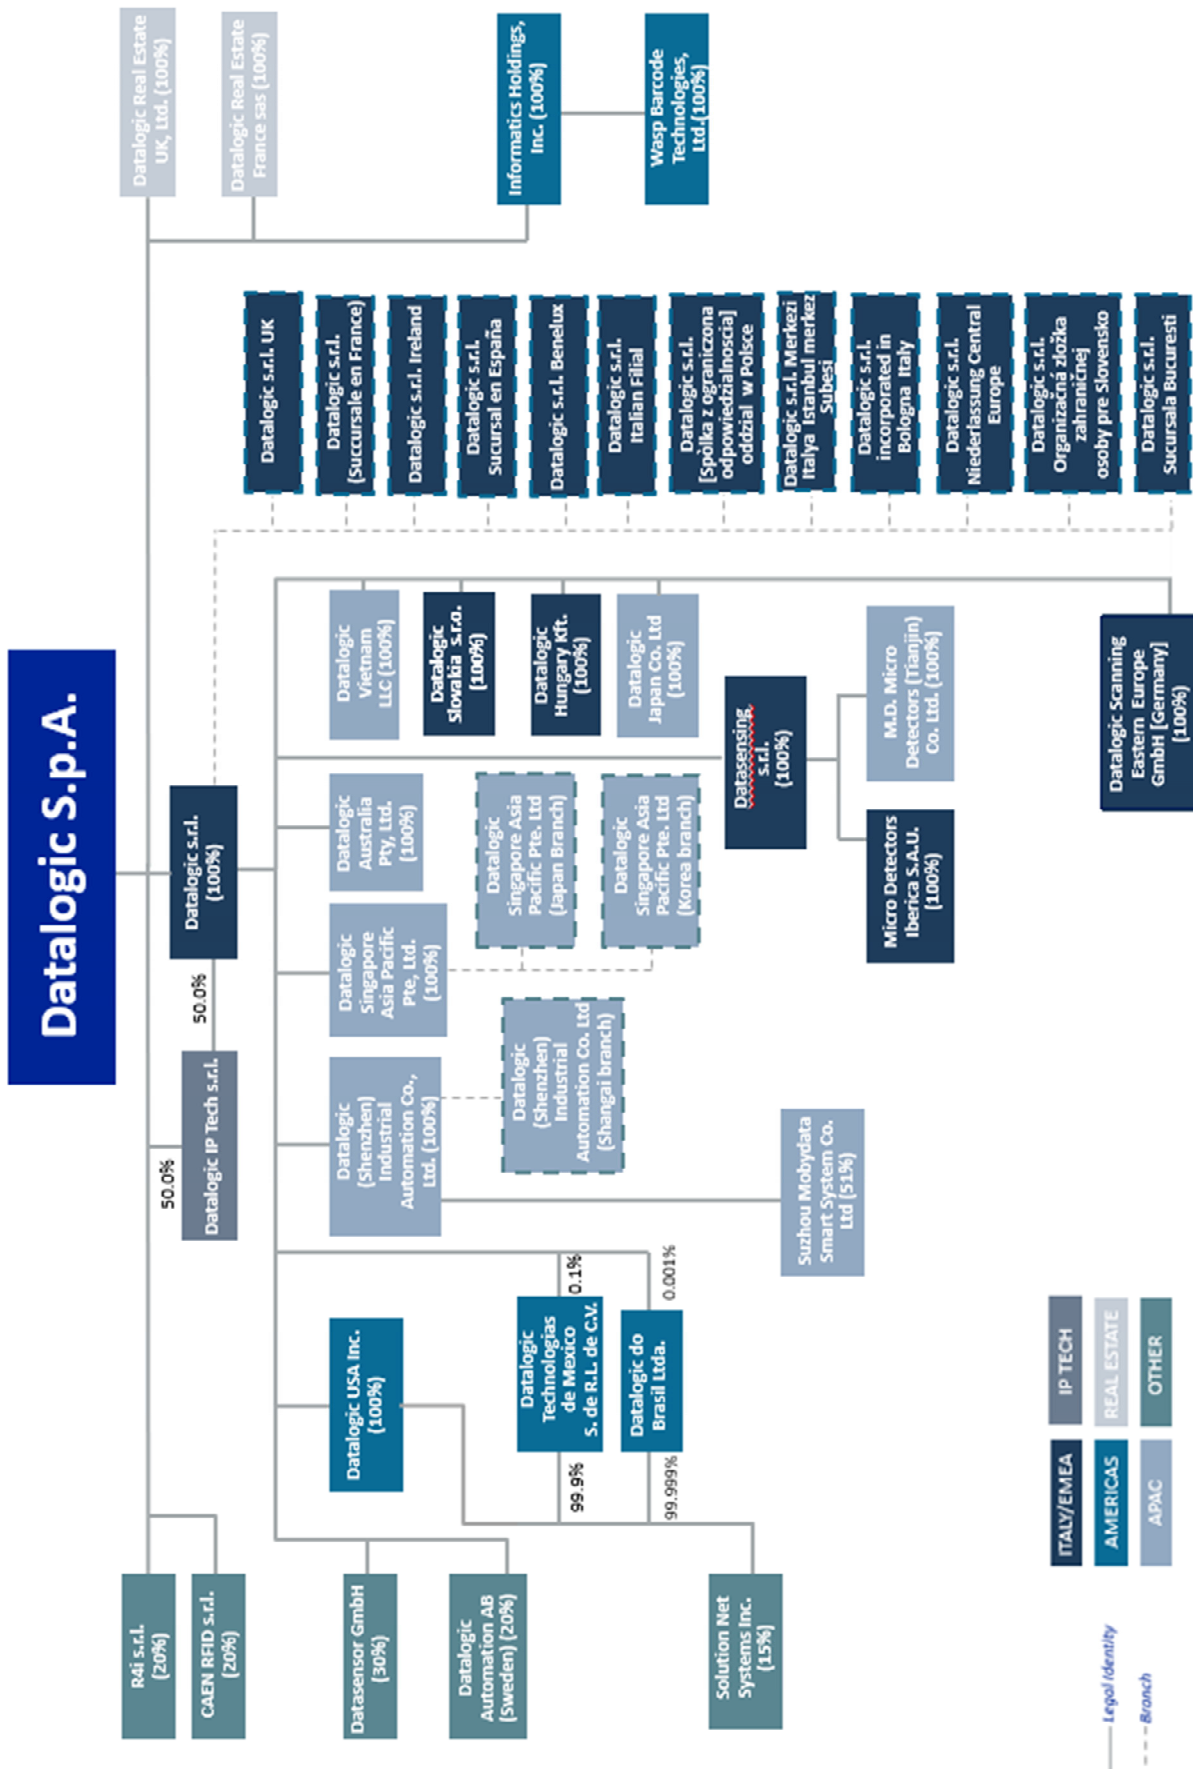 Datalogic S.p.A.
R4i s.r.l.
(20%)
CAEN RFID s.r.l.
(20%)
50.0%
Datalogic IP Tech s.r.l.
50.0%
Datalogic s.r.l.
(100%)
Datalogic Real Estate
UK, Ltd. (100%)
Datalogic Real Estate
France sas (100%)
Informatics Holdings,
Inc. (100%)
Wasp Barcode
Technologies,
Ltd.(100%)
Datasensor GmbH
(30%)
Datalogic
Automation AB
(Sweden) (20%)
Solution Net
Systems Inc.
(15%)
Datalogic USA Inc.
(100%)
99.9%
Datalogic
Technologias
de Mexico
S. de R.L. de C.V.
0.1%
99.999%
Datalogic do
Brasil Ltda.
0.001%
Datalogic
(Shenzhen)
Industrial
Automation Co.,
Ltd. (100%)
Datalogic
(Shenzhen)
Industrial
Automation Co. Ltd
(Shangai branch)
Suzhou Mobydata
Smart System Co.
Ltd (51%)
Datalogic
Singapore
Asia Pacific
Pte, Ltd.
(100%)
Datalogic
Singapore Asia
Pacific Pte. Ltd
(Japan Branch)
Datalogic
Singapore Asia
Pacific Pte. Ltd
(Korea branch)
Datalogic
Australia
Pty, Ltd.
(100%)
Datasensing
s.r.l.
(100%)
Micro Detectors
Iberica S.A.U.
(100%)
M.D. Micro
Detectors (Tianjin)
Co. Ltd. (100%)
Datalogic
Vietnam
LLC (100%)
Datalogic
Slovakia s.r.o.
(100%)
Datalogic
Hungary Kft.
(100%)
Datalogic
Japan Co. Ltd
(100%)
Datalogic Scanning
Eastern Europe
GmbH [Germany]
(100%)
Datalogic s.r.l. UK
Datalogic s.r.l.
(Succursale en France)
Datalogic s.r.l. Ireland
Datalogic s.r.l.
Sucursal en España
Datalogic s.r.l. Benelux
Datalogic s.r.l.
Italian Filial
Datalogic s.r.l.
[Spòlka z ograniczona
odpowiedzialnoscia]
oddzial w Polsce
Datalogic s.r.l. Merkezi
Italya Istanbul merkez
Subesi
Datalogic s.r.l.
incorporated in
Bologna Italy
Datalogic s.r.l.
Niederlassung Central
Europe
Datalogic s.r.l.
Organizačná zložka
zahraničnej
osoby pre Slovensko
Datalogic s.r.l.
Sucursala Bucuresti
Legal Identity
Branch
ITALY/EMEA
IP TECH
AMERICAS
REAL ESTATE
APAC
OTHER